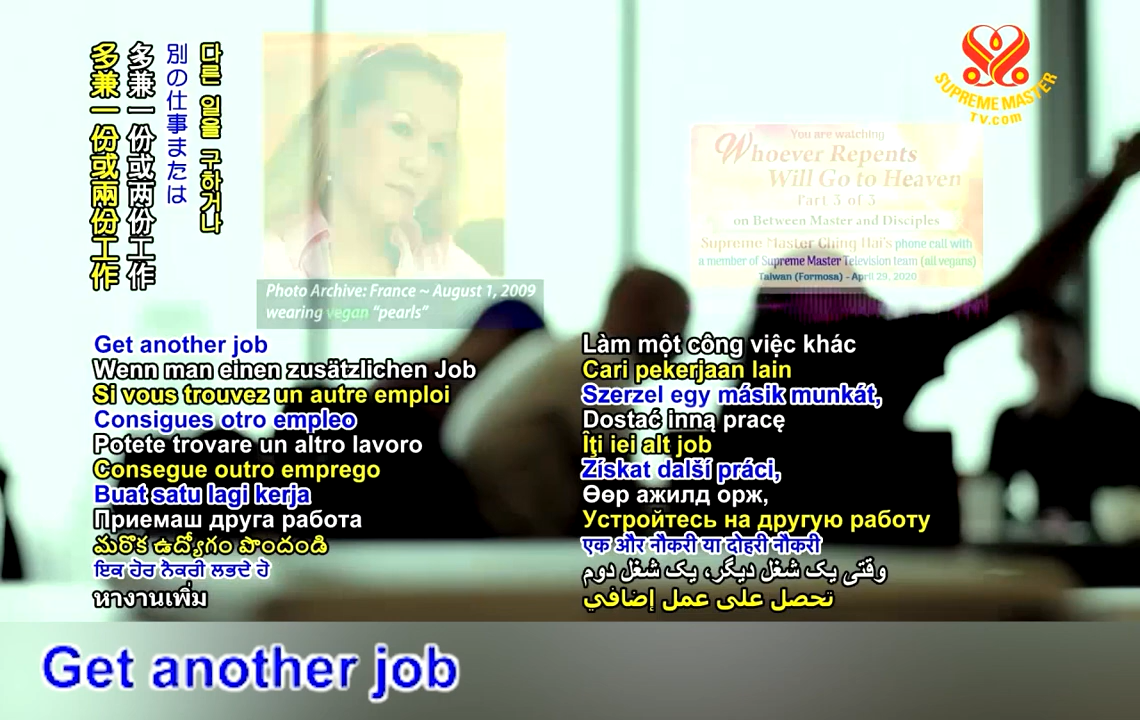 다른 일을 구하거나
別の仕事または
多兼一份或两份工作
多兼一份或兩份工作
SUPREME MASTER
TV.com
You are watching
Whoever Repents
Will Go to Heaven
Part 3 of 3
on Between Master and Disciples
Supreme Master Ching Hai's phone call with
a member of Supreme Master Television team (all vegans)
Taiwan (Formosa) - April 29, 2020
Photo Archive: France ~ August 1, 2009
wearing vegan "pearls"
Get another job
Wenn man einen zusätzlichen Job
Si vous trouvez un autre emploi
Consigues otro empleo
Potete trovare un altro lavoro
Consegue outro emprego
Buat satu lagi kerja
Приемаш друга работа
మరొక ఉద్యోగం పొందండి
ਇਕ ਹੋਰ ਨੈਕਰੀ ਲਭਦੇ ਹੋ
หางานเพิ่ม
Làm một công việc khác
Cari pekerjaan lain
Szerzel egy másik munkát,
Dostać inną pracę
Îţi iei alt job
Získat další práci,
Өөр ажилд орж,
Устройтесь на другую работу
एक और नौकरी या दोहरी नौकरी
وقتی یک شغل دیگر، یک شغل دوم
تحصل على عمل إضافي
Get another job